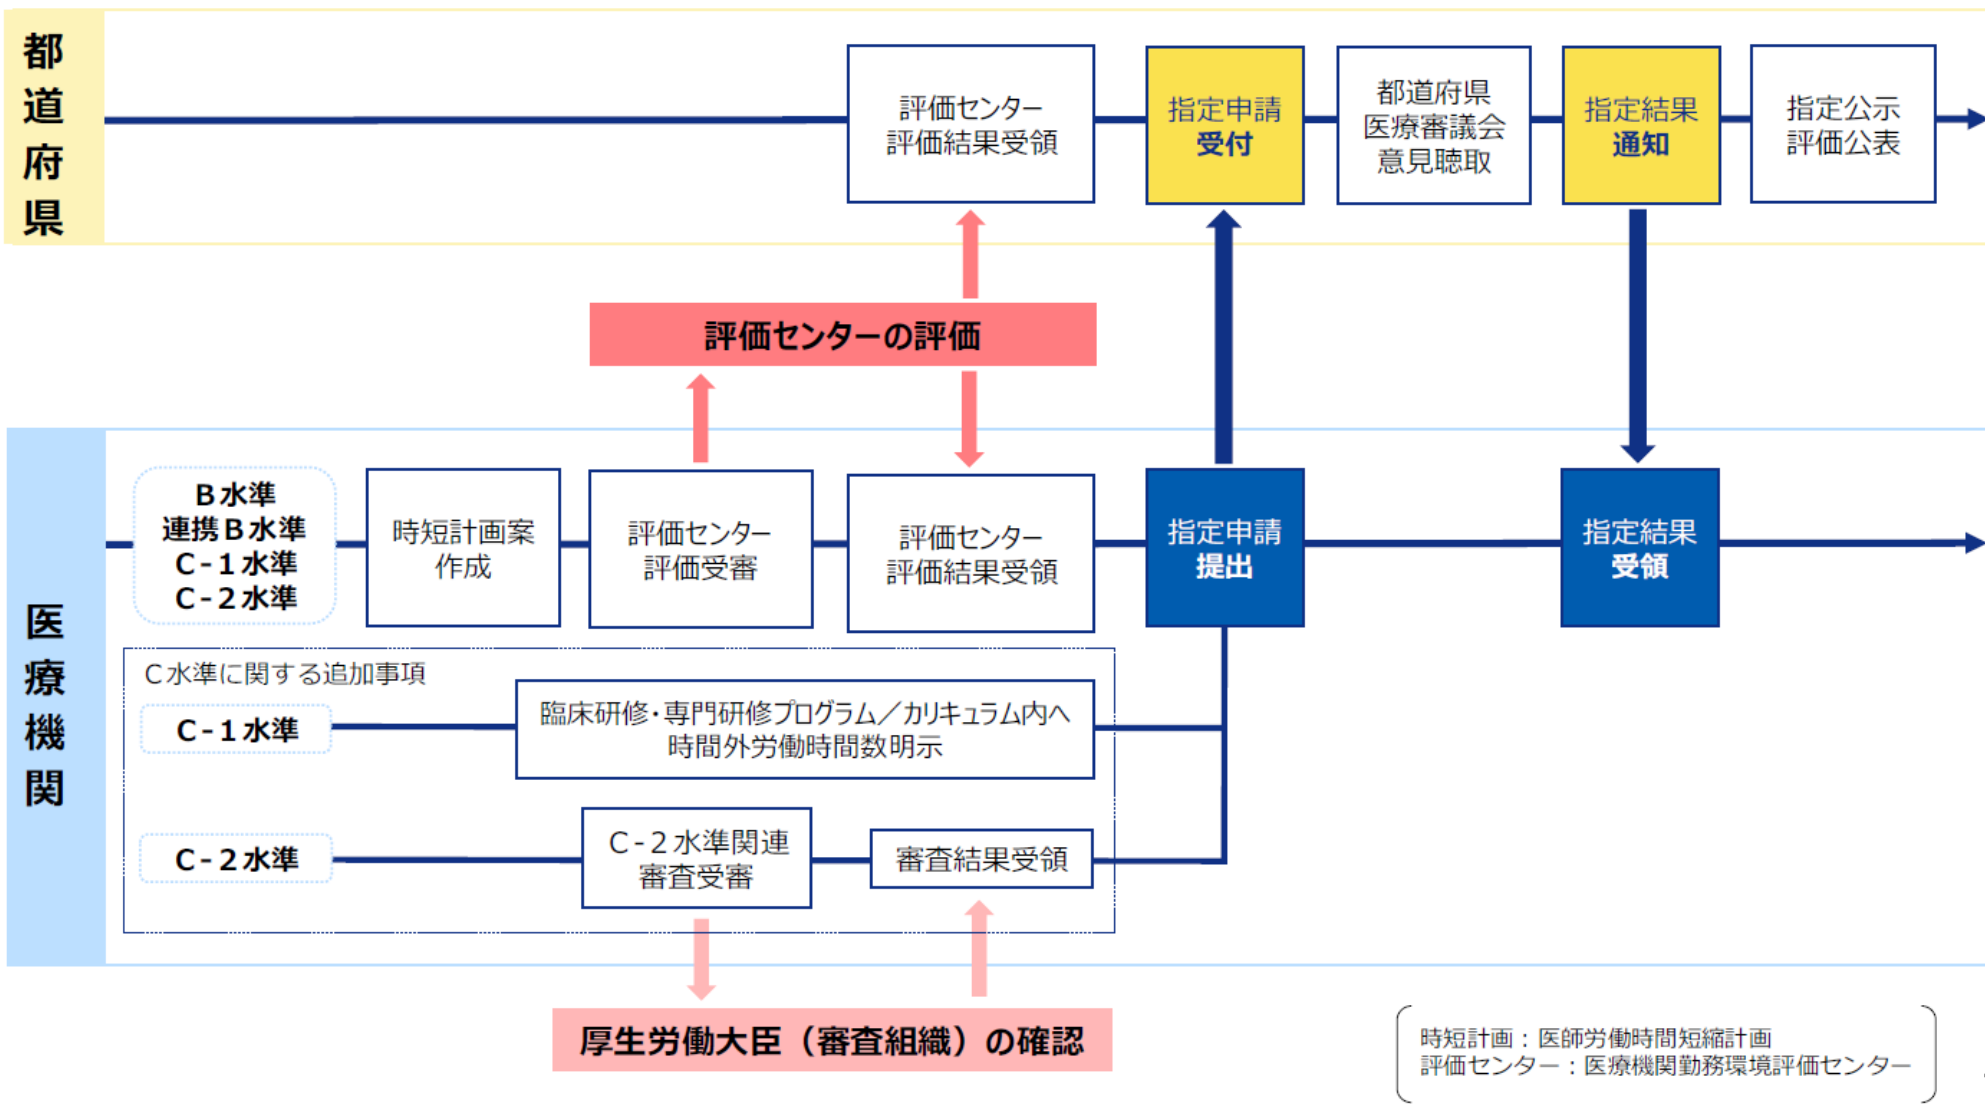 都道府県
評価センター
評価結果受領
指定申請
受付
都道府県
医療審議会
意見聴取
指定結果
通知
指定公示
評価公表
評価センターの評価
医療機関
B水準
連携B水準
C-1水準
C-2水準
時短計画案
作成
評価センター
評価受審
評価センター
評価結果受領
指定申請
提出
指定結果
受領
C水準に関する追加事項
C-1水準
臨床研修・専門研修プログラム／カリキュラム内へ
時間外労働時間数明示
C-2水準
C-2水準関連
審査受審
審査結果受領
厚生労働大臣（審査組織）の確認
時短計画：医師労働時間短縮計画
評価センター：医療機関勤務環境評価センター